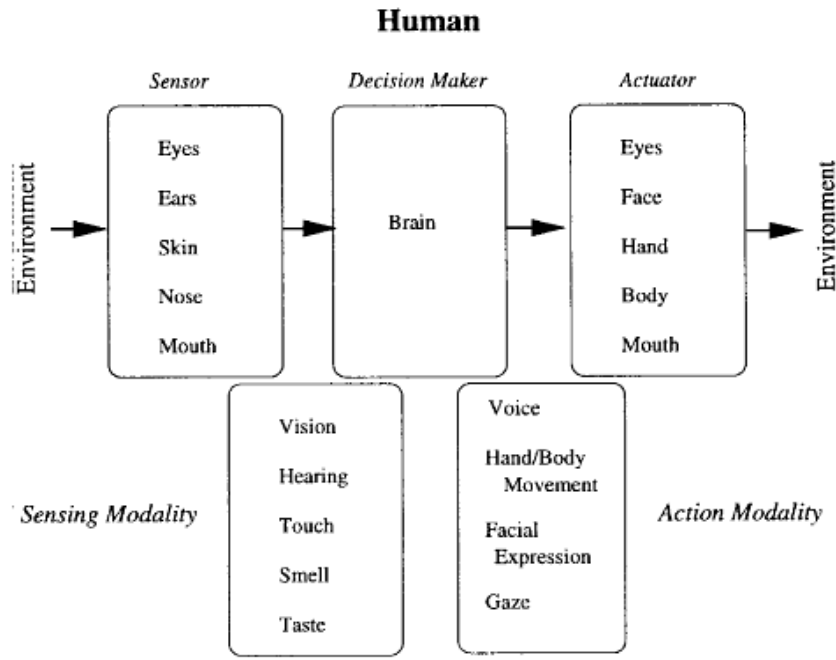 Human
Sensor
Decision Maker
Actuator
Environment
Eyes
Ears
Skin
Nose
Mouth
Brain
Eyes
Face
Hand
Body
Mouth
Environment
Sensing Modality
Vision
Hearing
Touch
Smell
Taste
Voice
Hand/Body
Movement
Facial
Expression
Gaze
Action Modality